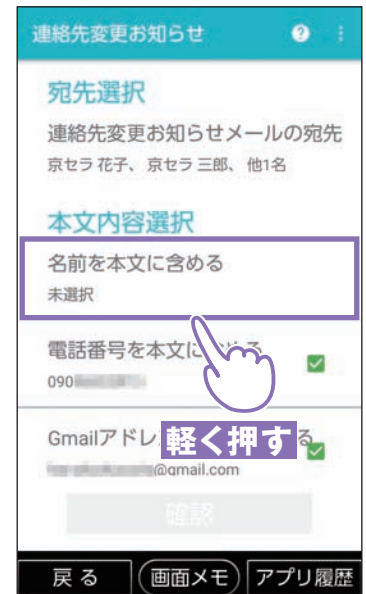 連絡先変更お知らせ ?
宛先選択
連絡先変更お知らせメールの宛先
京セラ 花子、京セラ 三郎、他1名
本文内容選択
名前を本文に含める
未選択
電話番号を本文に める
090
Gmailアドレ る
@gmail.com
軽く押す
確認
戻る 画面メモ アプリ履歴